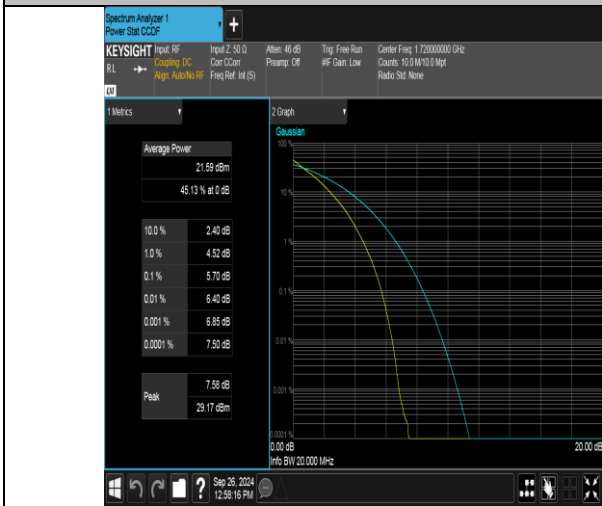 Spectrum Analyzer 1
Power Stat CCDF
+
KEYSIGHT
RL
LXI
Input: RF
Coupling: DC
Align: Auto/No RF
Input Z: 50 Ω
Corr CCorr
Freq Ref: Int (S)
Atten: 46 dB
Preamp: Off
Trig: Free Run
#IF Gain: Low
Center Freq: 1.720000000 GHz
Counts: 10.0 M/10.0 Mpt
Radio Std: None
1 Metrics
Average Power
21.59 dBm
45.13 % at 0 dB
10.0 % 2.40 dB
1.0 % 4.52 dB
0.1 % 5.70 dB
0.01 % 6.40 dB
0.001 % 6.85 dB
0.0001 % 7.50 dB
Peak
7.58 dB
29.17 dBm
2 Graph
Gaussian
100 %
10 %
1 %
0.1 %
0.01 %
0.001 %
0.0001 %
0.00 dB
20.00 dB
Info BW 20.000 MHz
?
Sep 26, 2024
12:58:16 PM